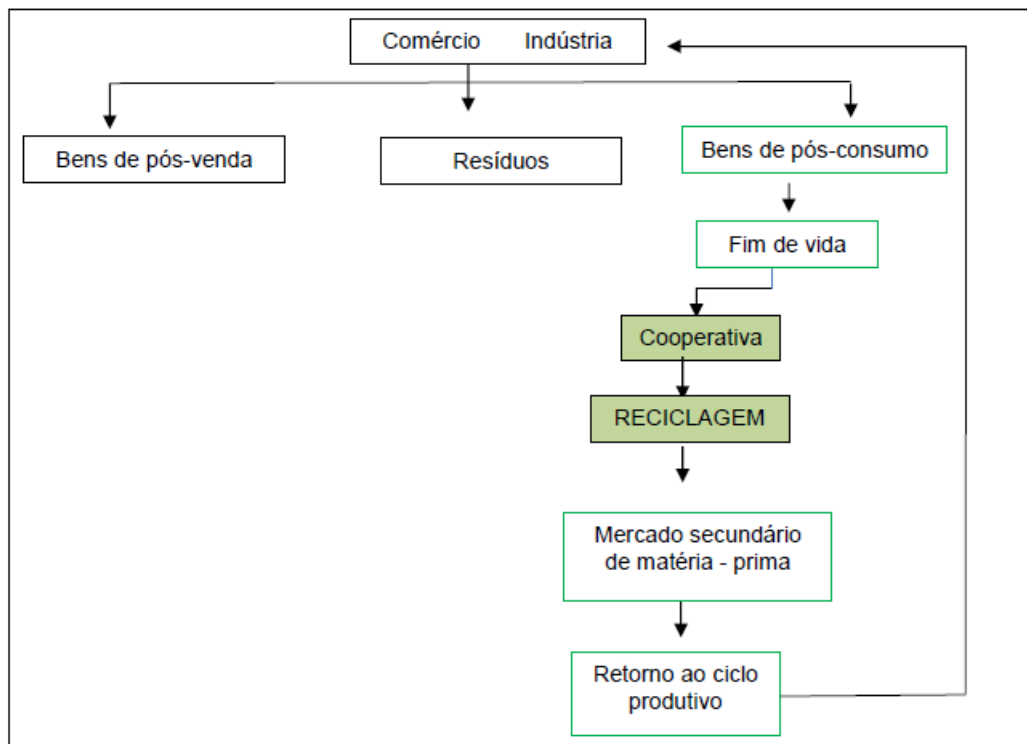 Comércio Indústria
Bens de pós-venda
Resíduos
Bens de pós-consumo
Fim de vida
Cooperativa
RECICLAGEM
Mercado secundário
de matéria - prima
Retorno ao ciclo
produtivo